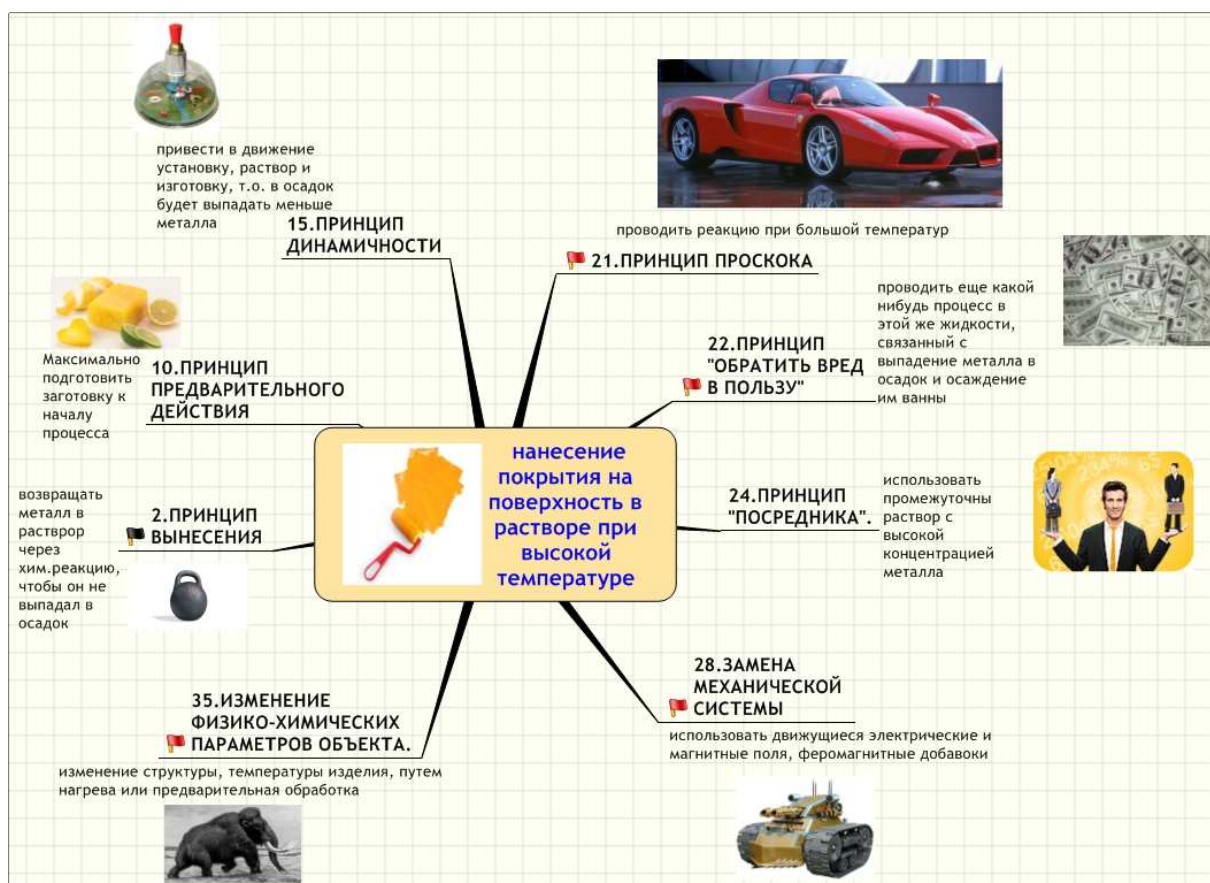 привести в движение
установку, раствор и
изготовку, т.о. в осадок
будет выпадать меньше
металла
15.ПРИНЦИП
ДИНАМИЧНОСТИ
проводить реакцию при большой температур
21.ПРИНЦИП ПРОСКОКА
проводить еще какой
нибудь процесс в
этой же жидкости,
связанный с
выпадение металла в
осадок и осаждение
им ванны
22.ПРИНЦИП
"ОБРАТИТЬ ВРЕД
В ПОЛЬЗУ"
Максимально
подготовить
заготовку к
началу
процесса
10.ПРИНЦИП
ПРЕДВАРИТЕЛЬНОГО
ДЕЙСТВИЯ
нанесение
покрытия на
поверхность в
растворе при
высокой
температуре
24.ПРИНЦИП
"ПОСРЕДНИКА".
использовать
промежуточны
раствор с
высокой
концентрацией
металла
возвращать
металл в
растврор
через
хим.реакцию,
чтобы он не
выпадал в
осадок
2.ПРИНЦИП
ВЫНЕСЕНИЯ
28.ЗАМЕНА
МЕХАНИЧЕСКОЙ
СИСТЕМЫ
использовать движущиеся электрические и
магнитные поля, феромагнитные добавоки
35.ИЗМЕНЕНИЕ
ФИЗИКО-ХИМИЧЕСКИХ
ПАРАМЕТРОВ ОБЪЕКТА.
изменение структуры, температуры изделия, путем
нагрева или предварительная обработка